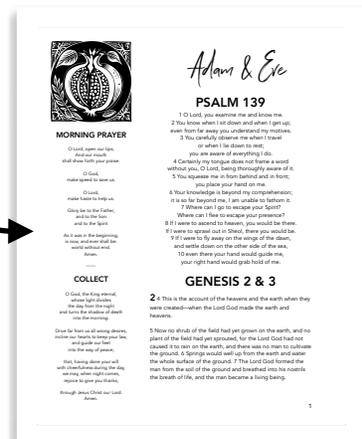 Adam & Eve
MORNING PRAYER
O Lord, open our lips,
And our mouth
shall show forth your praise.
O God,
make speed to save us.
O Lord,
make haste to help us.
Glory be to the Father,
and to the Son
and to the Spirit
As it was in the beginning,
is now, and ever shall be
world without end.
Amen.
COLLECT
O God, the King eternal,
whose light divides
the day from the night
and turns the shadow of death
into the morning.
Drive far from us all wrong desires,
incline our hearts to keep your law,
and guide our feet
into the way of peace;
that, having done your will
with cheerfulness during the day,
we may, when night comes,
rejoice to give you thanks;
through Jesus Christ our Lord.
Amen.
PSALM 139
1 O Lord, you examine me and know me.
2 You know when I sit down and when I get up;
even from far away you understand my motives.
3 You carefully observe me when I travel
or when I lie down to rest;
you are aware of everything I do.
4 Certainly my tongue does not frame a word
without you, O Lord, being thoroughly aware of it.
5 You squeeze me in from behind and in front;
you place your hand on me.
6 Your knowledge is beyond my comprehension;
it is so far beyond me, I am unable to fathom it.
7 Where can I go to escape your Spirit?
Where can I flee to escape your presence?
8 If I were to ascend to heaven, you would be there.
If I were to sprawl out in Sheol, there you would be.
9 If I were to fly away on the wings of the dawn,
and settle down on the other side of the sea,
10 even there your hand would guide me,
your right hand would grab hold of me.
GENESIS 2 & 3
2 4 This is the account of the heavens and the earth when they
were created—when the Lord God made the earth and
heavens.
5 Now no shrub of the field had yet grown on the earth, and no
plant of the field had yet sprouted, for the Lord God had not
caused it to rain on the earth, and there was no man to cultivate
the ground. 6 Springs would well up from the earth and water
the whole surface of the ground. 7 The Lord God formed the
man from the soil of the ground and breathed into his nostrils
the breath of life, and the man became a living being.
1